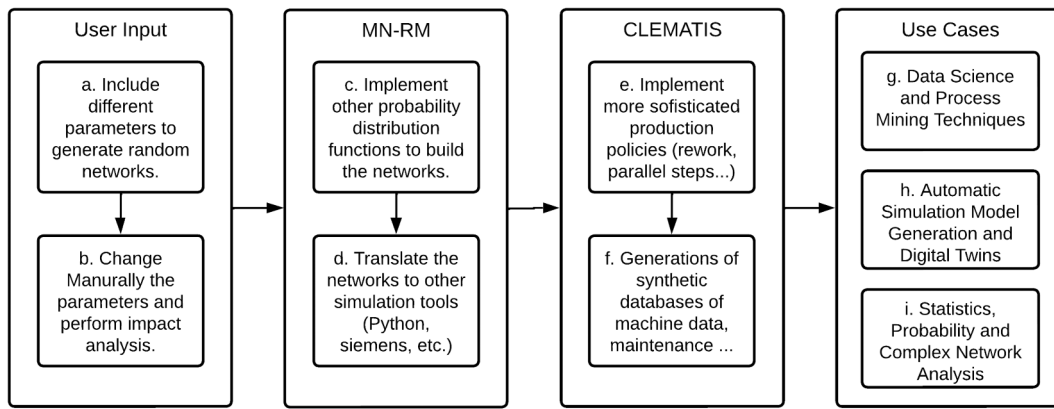 User Input
a. Include
different
parameters to
generate random
networks.
b. Change
Manurally the
parameters and
perform impact
analysis.
MN-RM
c. Implement
other probability
distribution
functions to build
the networks.
d. Translate the
networks to other
simulation tools
(Python,
siemens, etc.)
CLEMATIS
e. Implement
more sofisticated
production
policies (rework,
parallel steps...)
f. Generations of
synthetic
databases of
machine data,
maintenance ...
Use Cases
g. Data Science
and Process
Mining Techniques
h. Automatic
Simulation Model
Generation and
Digital Twins
i. Statistics,
Probability and
Complex Network
Analysis